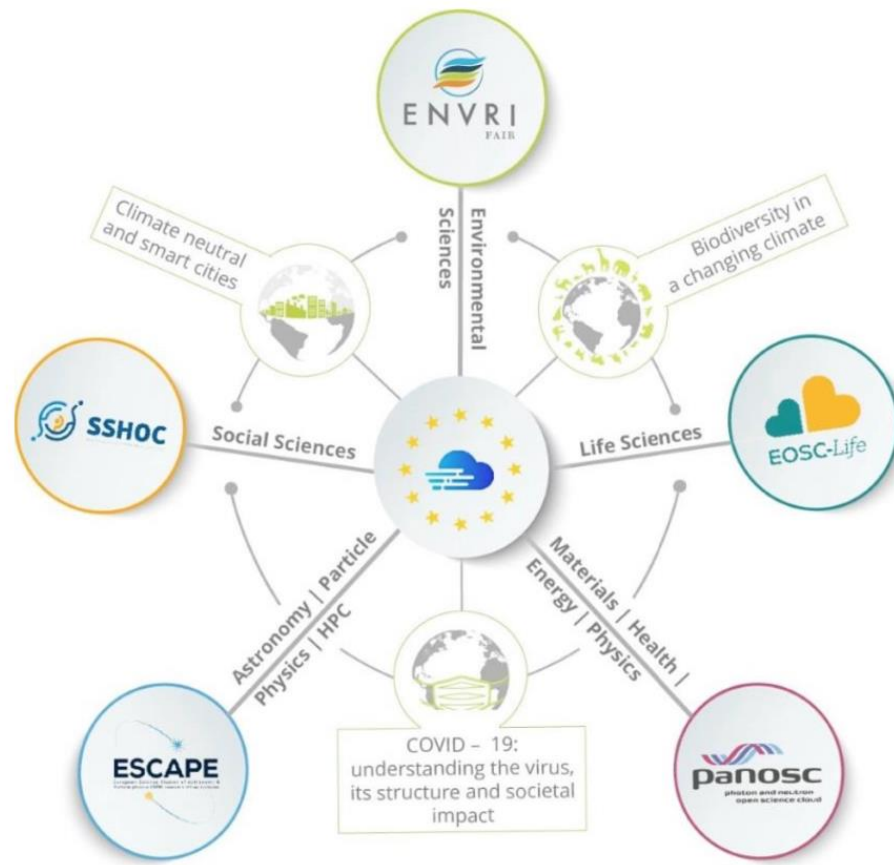 ENVRI
FAIR
Climate neutral
and smart cities
Environmental
Sciences
Biodiversity in
a changing climate
SSHOC
Social Sciences
Life Sciences
EOSC-Life
Astronomy | Particle
Physics | HPC
Materials | Health |
Energy | Physics
ESCAPE
COVID – 19:
understanding the virus,
its structure and societal
impact
panosc
photon and neutron
open science cloud